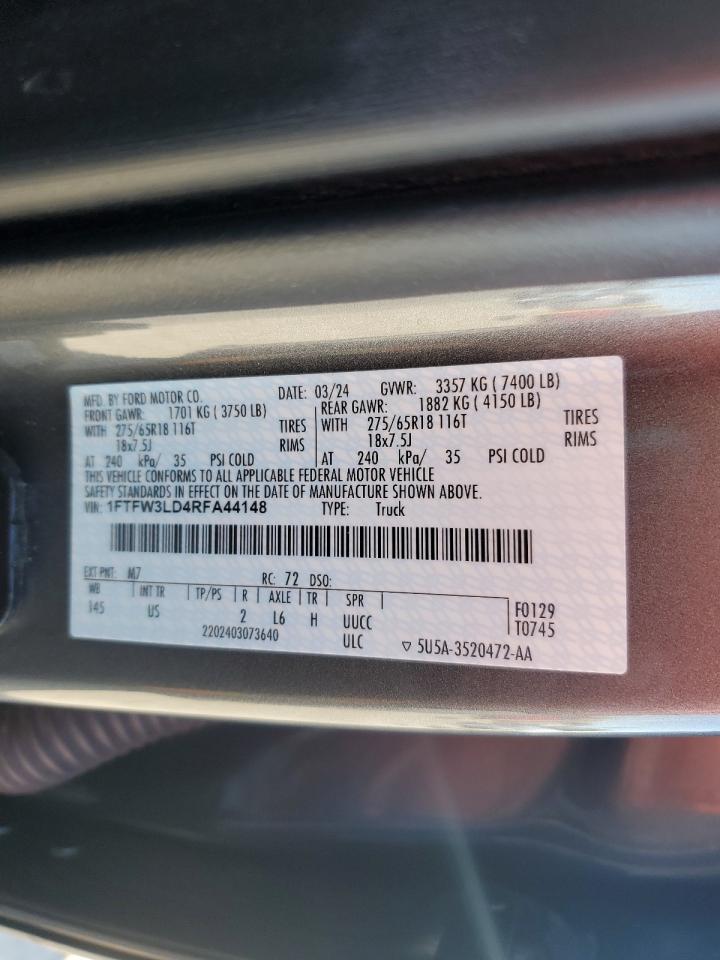 MFD. BY FORD MOTOR CO. DATE: 03/24 GVWR: 3357 KG ( 7400 LB)
FRONT GAWR: 1701 KG ( 3750 LB) REAR GAWR: 1882 KG ( 4150 LB)
WITH 275/65R18 116T TIRES WITH 275/65R18 116T TIRES
18x7.5J RIMS 18x7.5J RIMS
AT 240 kPa/ 35 PSI COLD AT 240 kPa/ 35 PSI COLD
THIS VEHICLE CONFORMS TO ALL APPLICABLE FEDERAL MOTOR VEHICLE
SAFETY STANDARDS IN EFFECT ON THE DATE OF MANUFACTURE SHOWN ABOVE.
VIN: 1FTFW3LD4RFA44148 TYPE: Truck
EXT PNT: M7 RC: 72 DSO:
WB INT TR TP/PS R AXLE TR SPR F0129
145 US 2 L6 H UUCC T0745
2202403073640 ULC 5U5A-3520472-AA